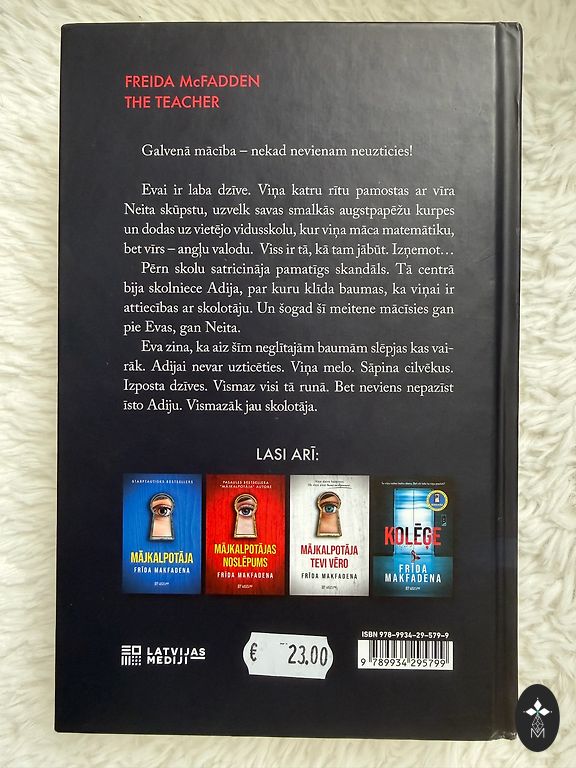 FREIDA McFADDEN
THE TEACHER
Galvenā mācība – nekad nevienam neuzticies!
Evai ir laba dzīve. Viņa katru rītu pamostas ar vīra
Neita skūpstu, uzvelk savas smalkās augstpapēžu kurpes
un dodas uz vietējo vidusskolu, kur viņa māca matemātiku,
bet vīrs – angļu valodu. Viss ir tā, kā tam jābūt. Izņemot…
Pērn skolu satricināja pamatīgs skandāls. Tā centrā
bija skolniece Adija, par kuru klīda baumas, ka viņai ir
attiecības ar skolotāju. Un šogad šī meitene mācīsies gan
pie Evas, gan Neita.
Eva zina, ka aiz šīm neglītajām baumām slēpjas kas vai-
rāk. Adijai nevar uzticēties. Viņa melo. Sāpina cilvēkus.
Izposta dzīves. Vismaz visi tā runā. Bet neviens nepazīst
īsto Adiju. Vismazāk jau skolotāja.
LASI ARĪ:
STARPTAUTISKS BESTSELLERS
MĀJKALPOTĀJA
FRĪDA MAKFADENA
PASAULES BESTSELLERA
"MĀJKALPOTĀJA" AUTORE
MĀJKALPOTĀJAS
NOSLĒPUMS
FRĪDA MAKFADENA
MĀJKALPOTĀJA
TEVI VĒRO
FRĪDA MAKFADENA
KOLĒĢE
FRĪDA
MAKFADENA
LATVIJAS
MEDIJI
€ 23.00
ISBN 978-9934-29-579-9
9 789934 295799